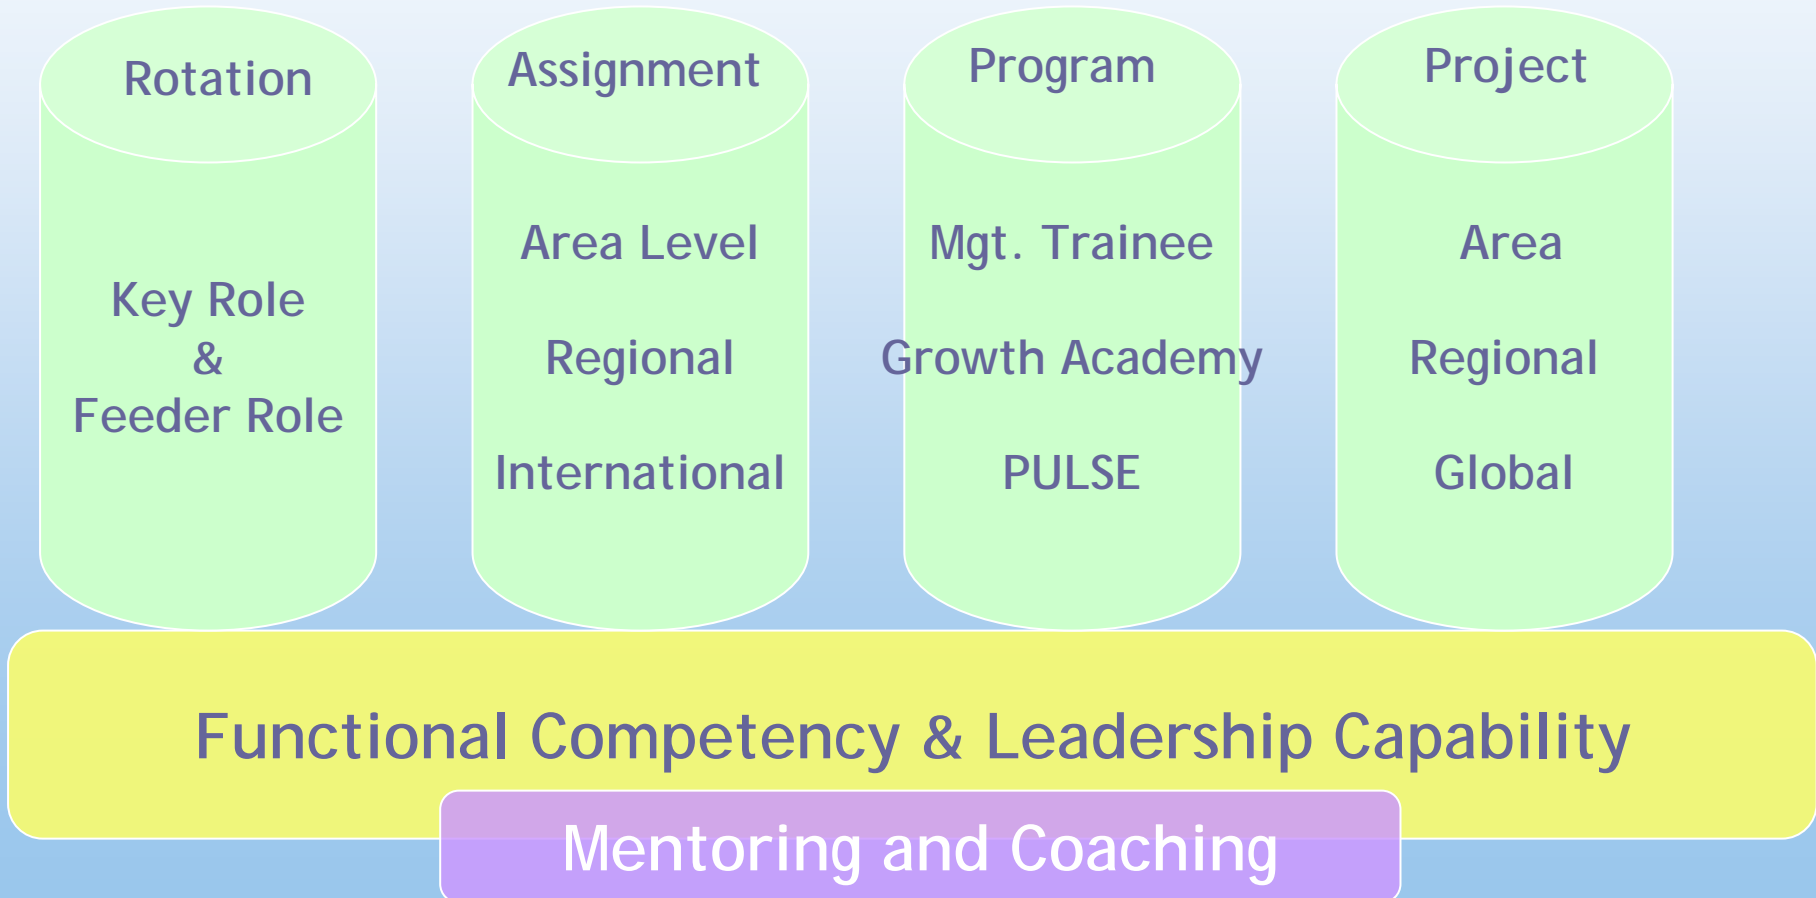 Rotation
Key Role
&
Feeder Role
Assignment
Area Level
Regional
International
Program
Mgt. Trainee
Growth Academy
PULSE
Project
Area
Regional
Global
Functional Competency & Leadership Capability
Mentoring and Coaching